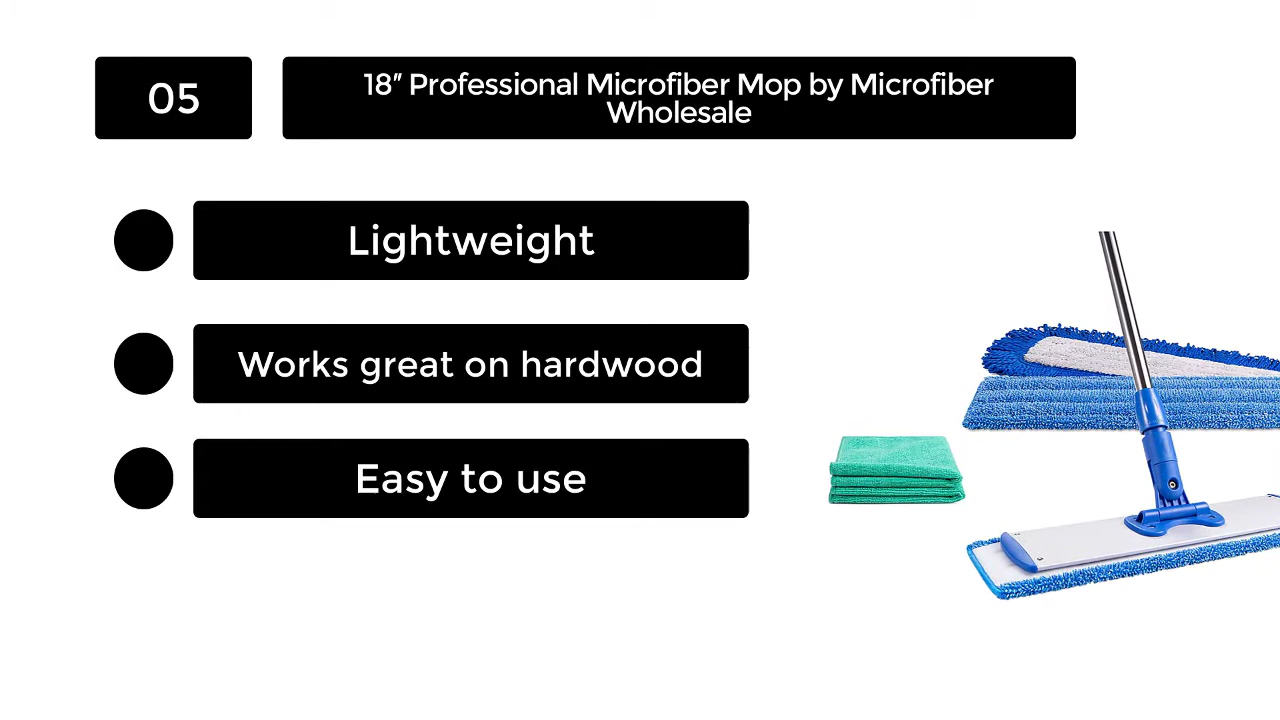 05
18″ Professional Microfiber Mop by Microfiber
Wholesale
Lightweight
Works great on hardwood
Easy to use